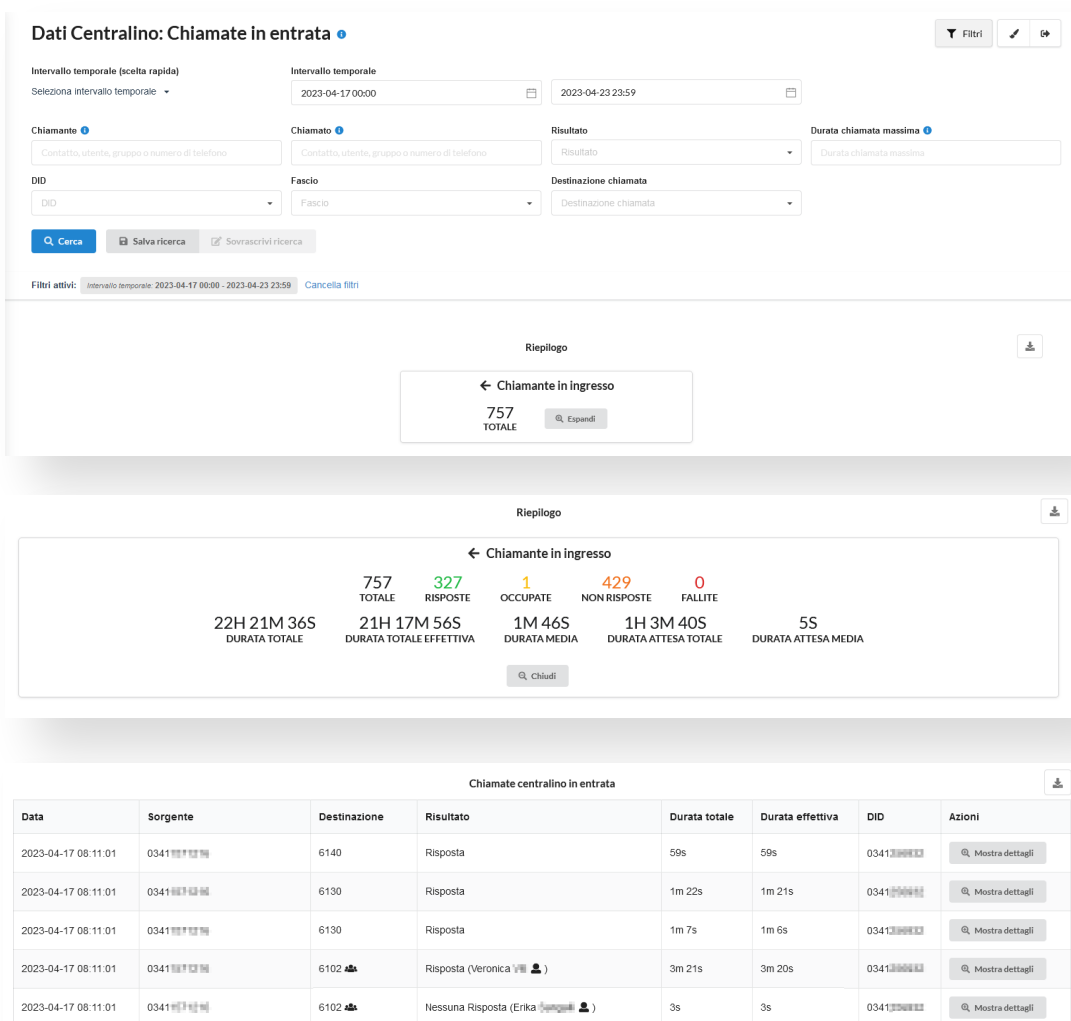 Dati Centralino: Chiamate in entrata
Filtri
Intervallo temporale (scelta rapida) Intervallo temporale
Seleziona intervallo temporale 2023-04-17 00:00 2023-04-23 23:59
Chiamante Chiamato Risultato Durata chiamata massima
Contatto, utente, gruppo o numero di telefono Contatto, utente, gruppo o numero di telefono Risultato Durata chiamata massima
DID Fascio Destinazione chiamata
DID Fascio Destinazione chiamata
Cerca Salva ricerca Sovrascrivi ricerca
Filtri attivi: Intervallo temporale: 2023-04-17 00:00 - 2023-04-23 23:59 Cancella filtri
Riepilogo
Chiamante in ingresso
757 Espandi
TOTALE
Riepilogo
Chiamante in ingresso
757 327 1 429 0
TOTALE RISPOSTE OCCUPATE NON RISPOSTE FALLITE
22H 21M 36S 21H 17M 56S 1M 46S 1H 3M 40S 5S
DURATA TOTALE DURATA TOTALE EFFETTIVA DURATA MEDIA DURATA ATTESA TOTALE DURATA ATTESA MEDIA
Chiudi
Chiamate centralino in entrata
Data Sorgente Destinazione Risultato Durata totale Durata effettiva DID Azioni
2023-04-17 08:11:01 0341 6140 Risposta 59s 59s 0341 Mostra dettagli
2023-04-17 08:11:01 0341 6130 Risposta 1m 22s 1m 21s 0341 Mostra dettagli
2023-04-17 08:11:01 0341 6130 Risposta 1m 7s 1m 6s 0341 Mostra dettagli
2023-04-17 08:11:01 0341 6102 Risposta (Veronica ) 3m 21s 3m 20s 0341 Mostra dettagli
2023-04-17 08:11:01 0341 6102 Nessuna Risposta (Erika ) 3s 3s 0341 Mostra dettagli